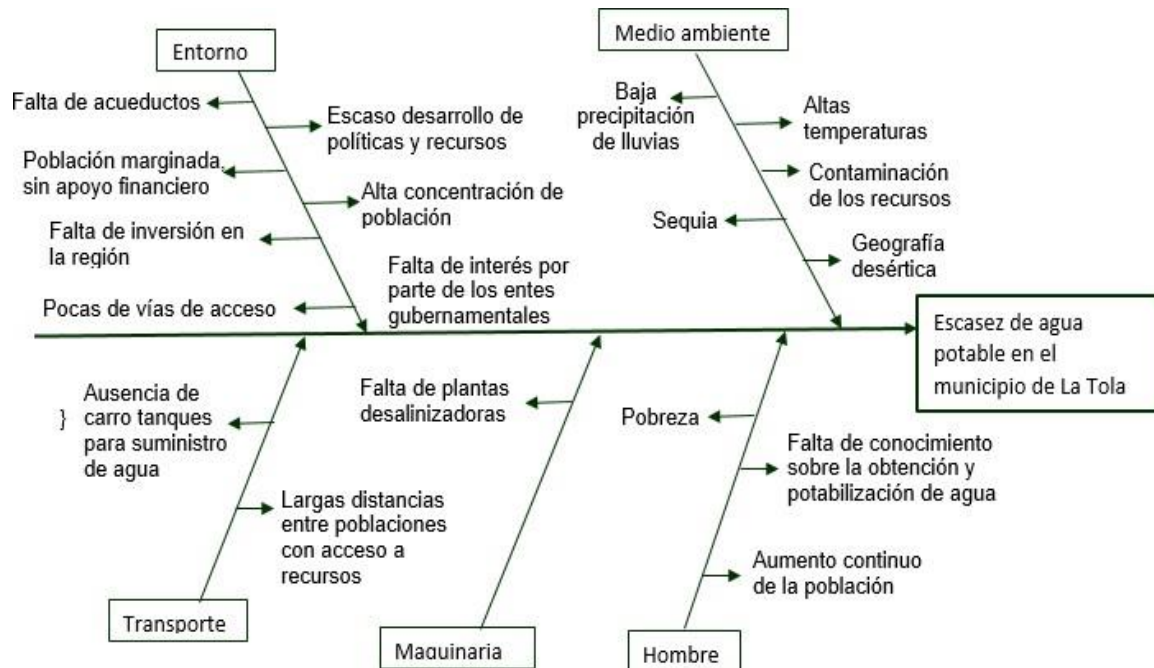 Entorno
Falta de acueductos
Escaso desarrollo de
políticas y recursos
Población marginada,
sin apoyo financiero
Alta concentración de
población
Falta de inversión en
la región
Falta de interés por
parte de los entes
gubernamentales
Pocas de vías de acceso
Medio ambiente
Baja
precipitación
de lluvias
Altas
temperaturas
Contaminación
de los recursos
Sequia
Geografía
desértica
Escasez de agua
potable en el
municipio de La Tola
Ausencia de
} carro tanques
para suministro
de agua
Largas distancias
entre poblaciones
con acceso a
recursos
Transporte
Falta de plantas
desalinizadoras
Maquinaria
Pobreza
Falta de conocimiento
sobre la obtención y
potabilización de agua
Aumento continuo
de la población
Hombre